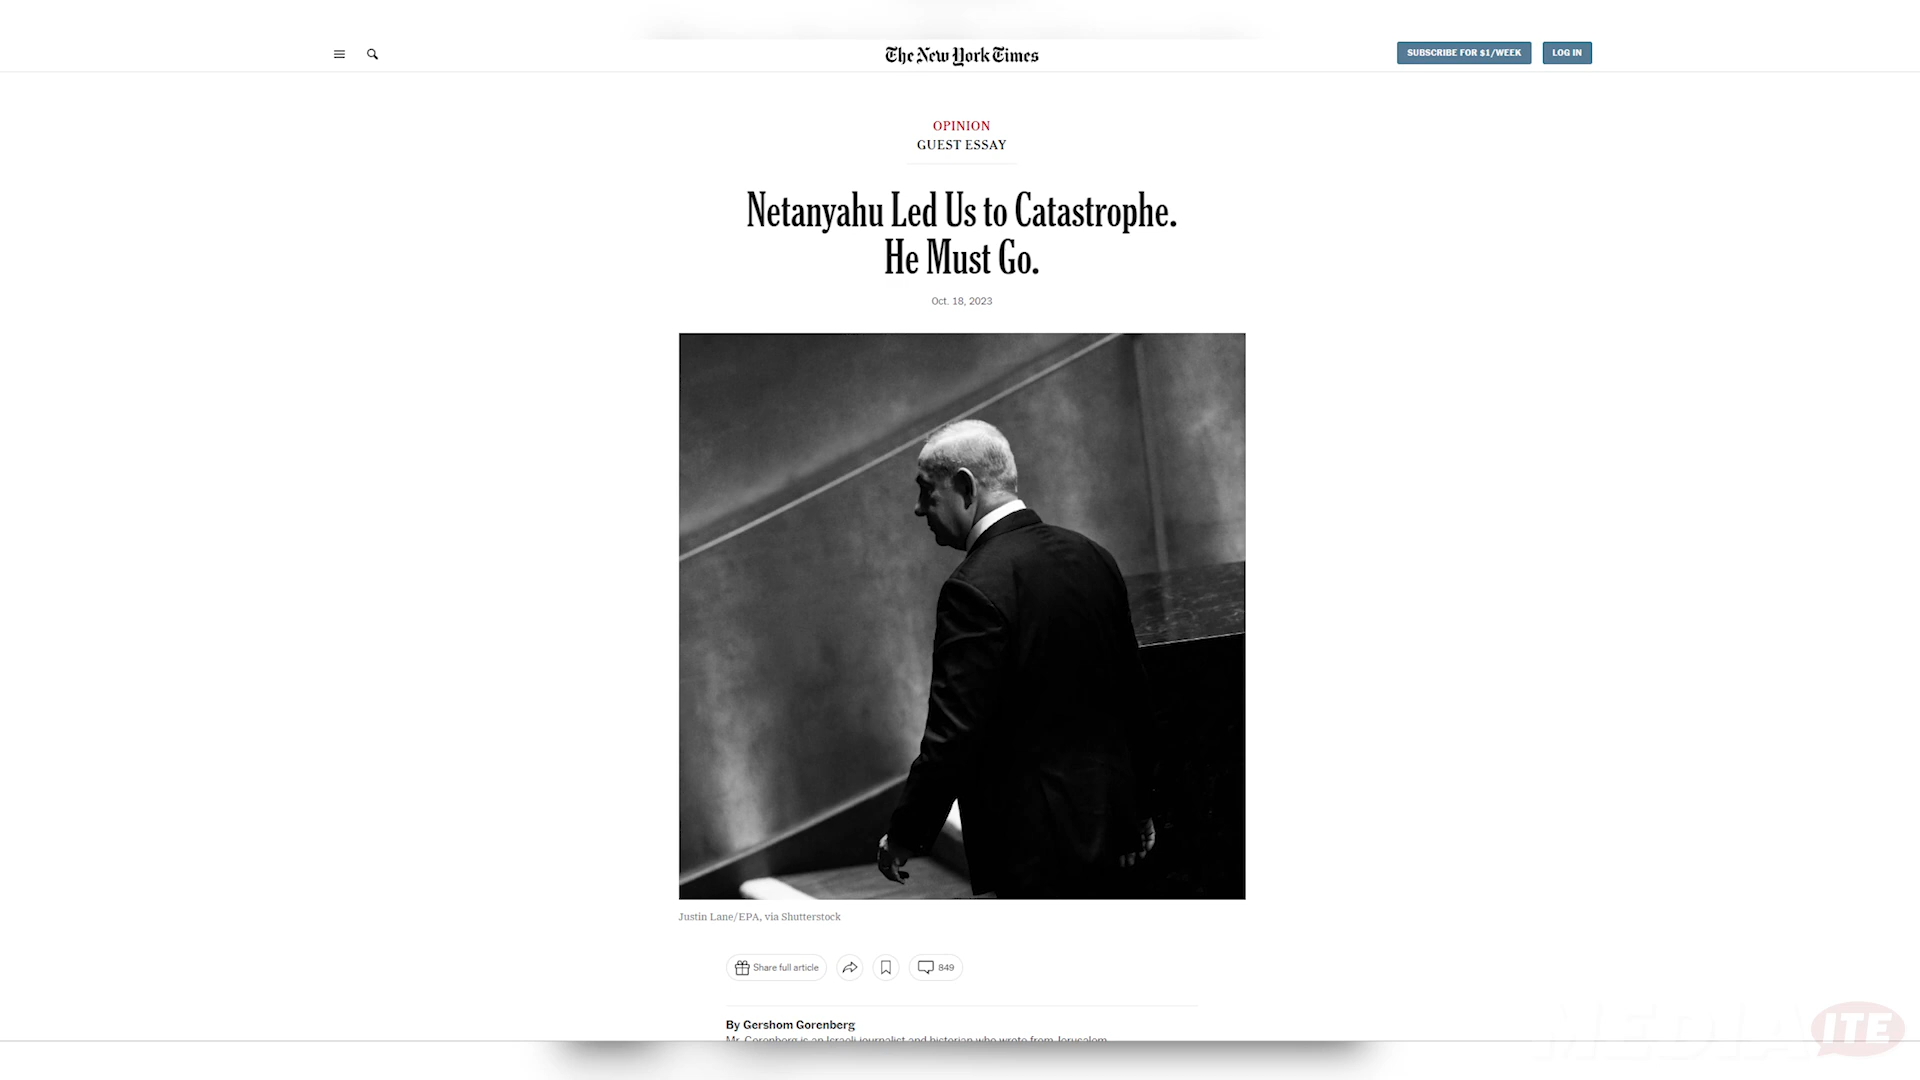 The New York Times
SUBSCRIBE FOR $1/WEEK
LOG IN
OPINION
GUEST ESSAY
Netanyahu Led Us to Catastrophe.
He Must Go.
Oct. 18, 2023
Justin Lane/EPA, via Shutterstock
Share full article
849
By Gershom Gorenberg
Mr. Gorenberg is an Israeli journalist and historian who wrote from Jerusalem.
MEDIAITE